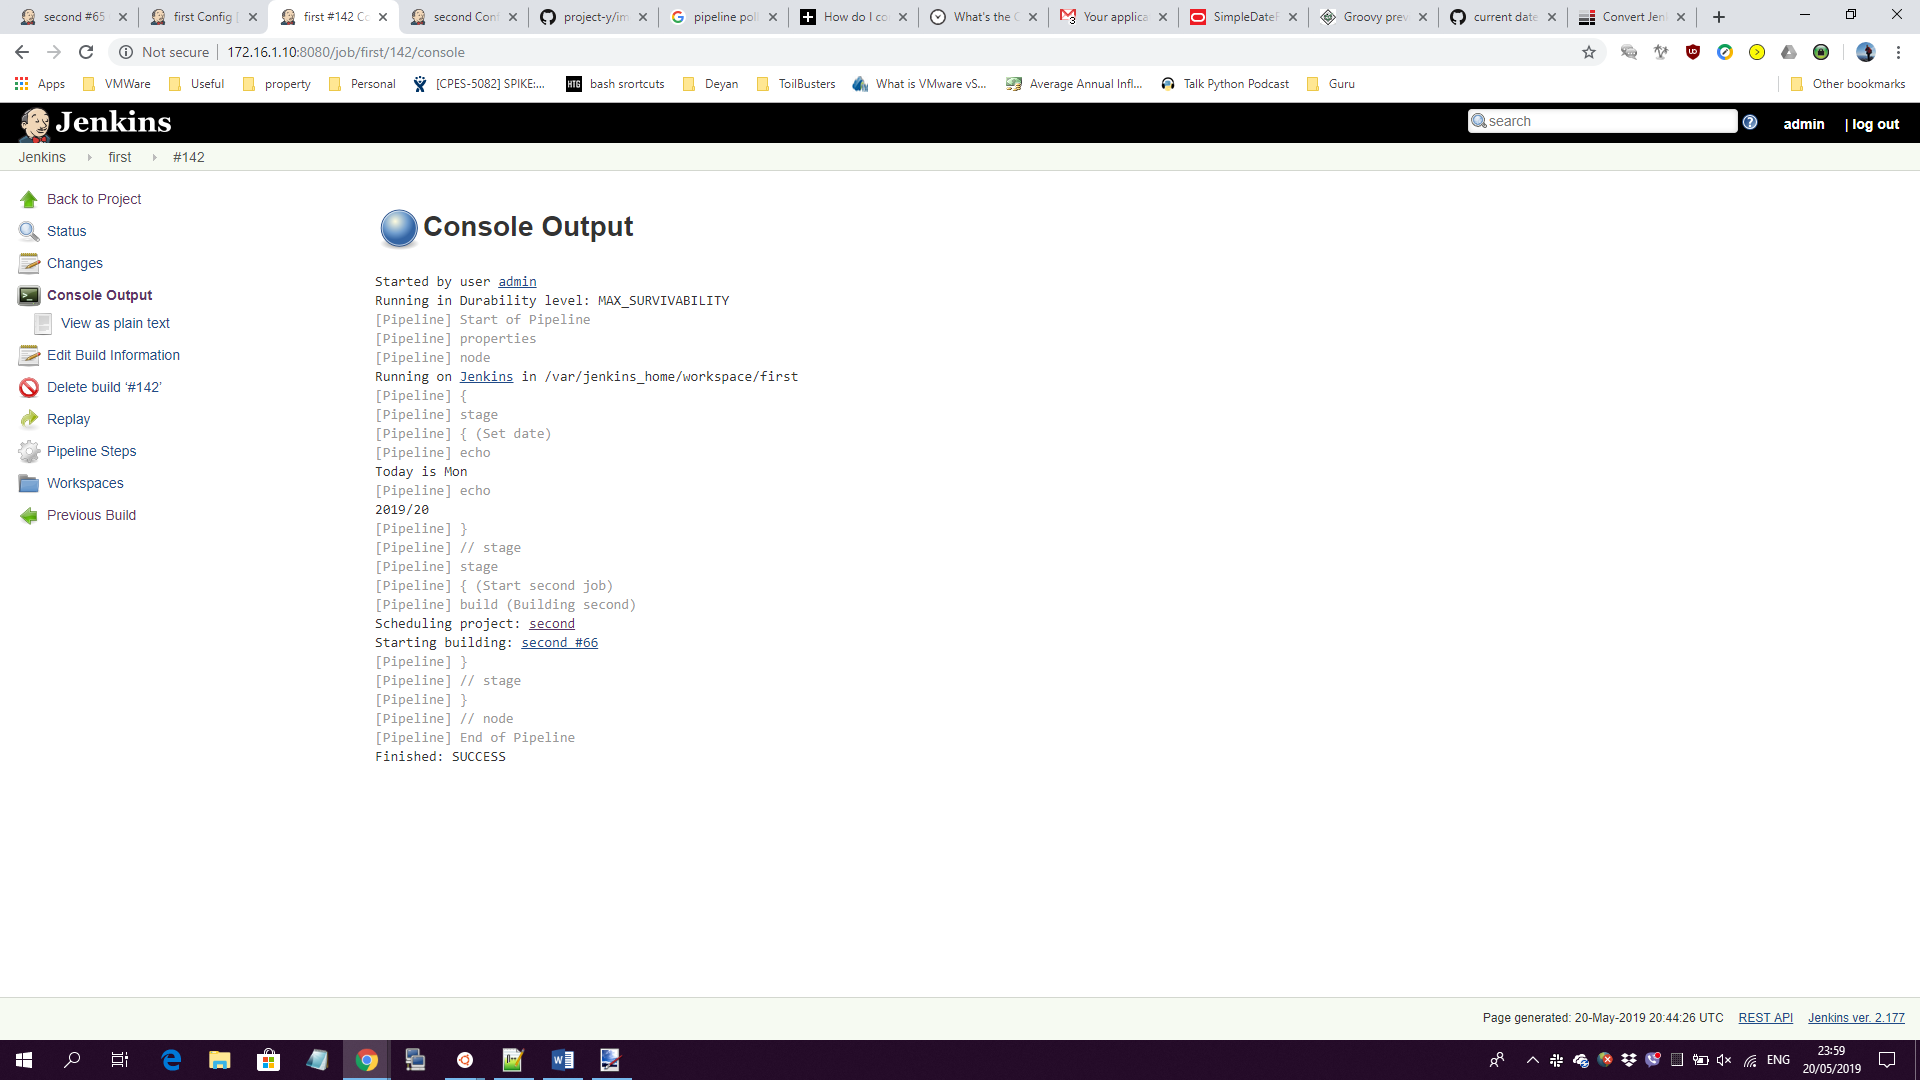 second #65
first Config [
first #142 Co
second Conf
project-y/im
pipeline poll
How do I co
What's the C
Your applica
SimpleDateF
Groovy prev
current date
Convert Jenk
Not secure
172.16.1.10:8080/job/first/142/console
Apps
VMWare
Useful
property
Personal
[CPES-5082] SPIKE:...
HTG
bash srortcuts
Deyan
ToilBusters
What is VMware vS...
Average Annual Infl...
Talk Python Podcast
Guru
Other bookmarks
Jenkins
search
admin
| log out
Jenkins
first
#142
Back to Project
Status
Changes
Console Output
View as plain text
Edit Build Information
Delete build ‘#142’
Replay
Pipeline Steps
Workspaces
Previous Build
Console Output
Started by user admin
Running in Durability level: MAX_SURVIVABILITY
[Pipeline] Start of Pipeline
[Pipeline] properties
[Pipeline] node
Running on Jenkins in /var/jenkins_home/workspace/first
[Pipeline] {
[Pipeline] stage
[Pipeline] { (Set date)
[Pipeline] echo
Today is Mon
[Pipeline] echo
2019/20
[Pipeline] }
[Pipeline] // stage
[Pipeline] stage
[Pipeline] { (Start second job)
[Pipeline] build (Building second)
Scheduling project: second
Starting building: second #66
[Pipeline] }
[Pipeline] // stage
[Pipeline] }
[Pipeline] // node
[Pipeline] End of Pipeline
Finished: SUCCESS
Page generated: 20-May-2019 20:44:26 UTC
REST API
Jenkins ver. 2.177
ENG
23:59
20/05/2019